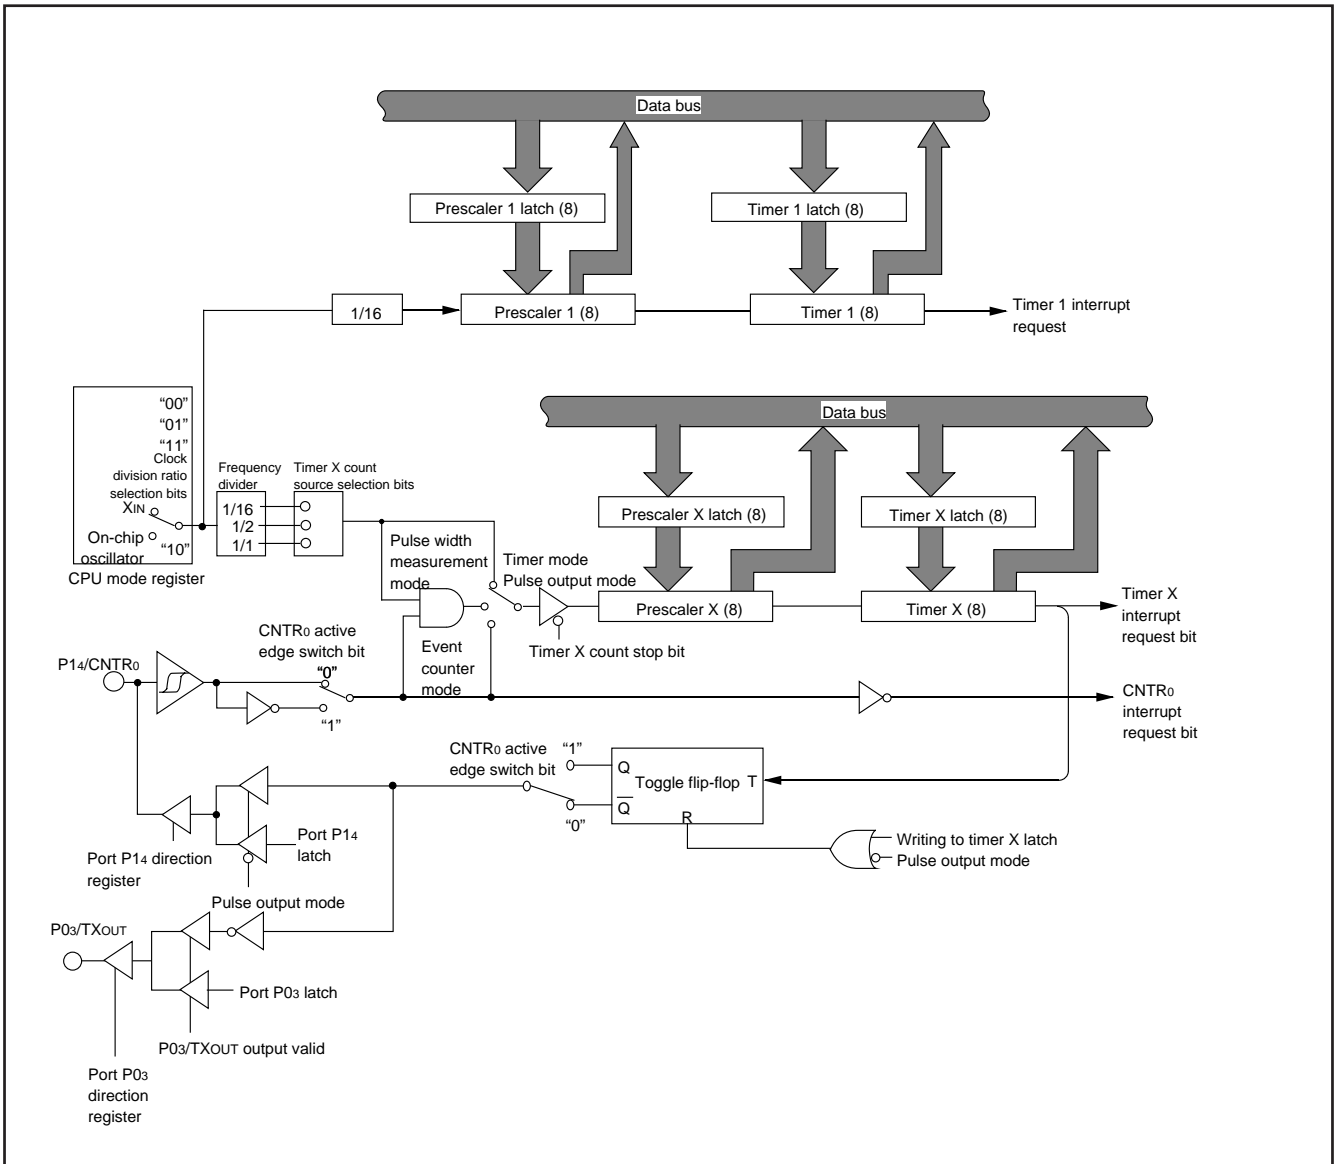 Data bus
Prescaler 1 latch (8)
Timer 1 latch (8)
1/16
Prescaler 1 (8)
Timer 1 (8)
Timer 1 interrupt
request
“00”
“01”
“11”
Clock
division ratio
selection bits
XIN
On-chip
oscillator
“10”
CPU mode register
Frequency
divider
1/16
1/2
1/1
Timer X count
source selection bits
Data bus
Prescaler X latch (8)
Timer X latch (8)
Pulse width
measurement
mode
Timer mode
Pulse output mode
Prescaler X (8)
Timer X (8)
Timer X
interrupt
request bit
Timer X count stop bit
Event
counter
mode
CNTR0 active
edge switch bit
“0”
“1”
P14/CNTR0
CNTR0
interrupt
request bit
CNTR0 active
edge switch bit
“1”
“0”
Q
Q
Toggle flip-flop
T
R
Writing to timer X latch
Pulse output mode
Port P14
latch
Port P14 direction
register
Pulse output mode
P03/TXOUT
Port P03 latch
P03/TXOUT output valid
Port P03
direction
register